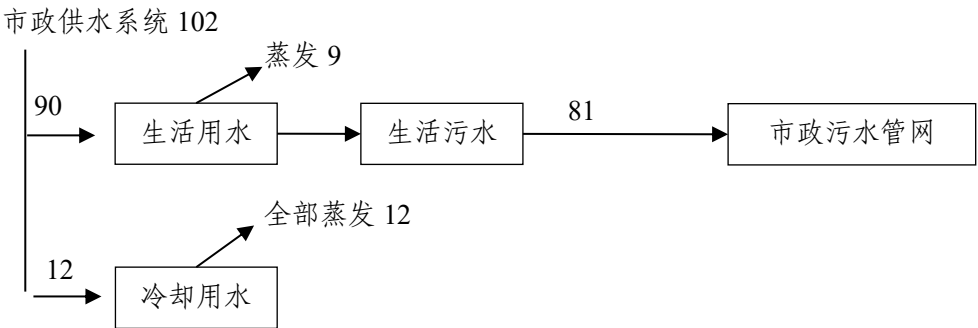 市政供水系统 102
蒸发 9
90
生活用水
生活污水
81
市政污水管网
全部蒸发 12
12
冷却用水